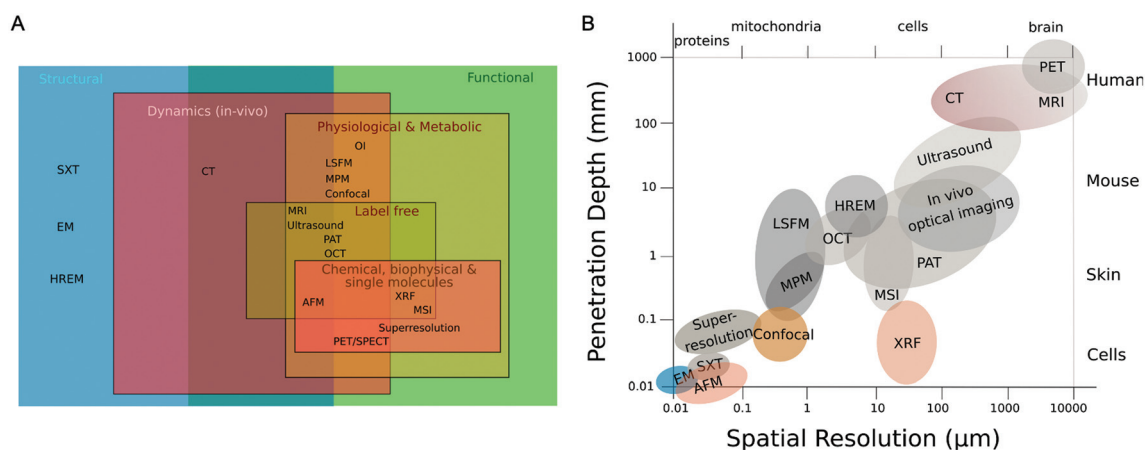 A
Structural
Functional
Dynamics (in-vivo)
Physiological & Metabolic
OI
LSFM
MPM
Confocal
SXT
CT
MRI
Label free
Ultrasound
PAT
OCT
EM
HREM
Chemical, biophysical &
single molecules
AFM
XRF
MSI
Superresolution
PET/SPECT
B
proteins
mitochondria
cells
brain
Penetration Depth (mm)
1000
100
10
1
0.1
0.01
PET
CT
MRI
Ultrasound
In vivo
optical imaging
HREM
LSFM
OCT
PAT
MPM
MSI
Super-
resolution
Confocal
XRF
SXT
EM
AFM
Human
Mouse
Skin
Cells
0.01
0.1
1
10
100
1000
10000
Spatial Resolution (μm)